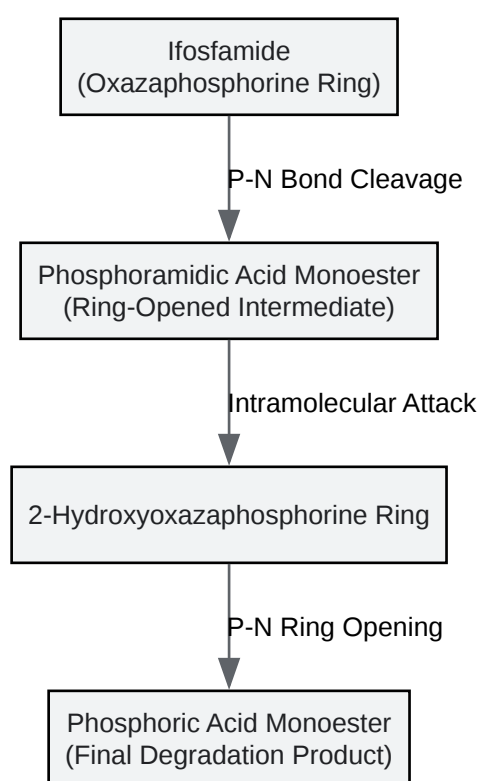 Ifosfamide
(Oxazaphosphorine Ring)
P-N Bond Cleavage
Phosphoramidic Acid Monoester
(Ring-Opened Intermediate)
Intramolecular Attack
2-Hydroxyoxazaphosphorine Ring
P-N Ring Opening
Phosphoric Acid Monoester
(Final Degradation Product)